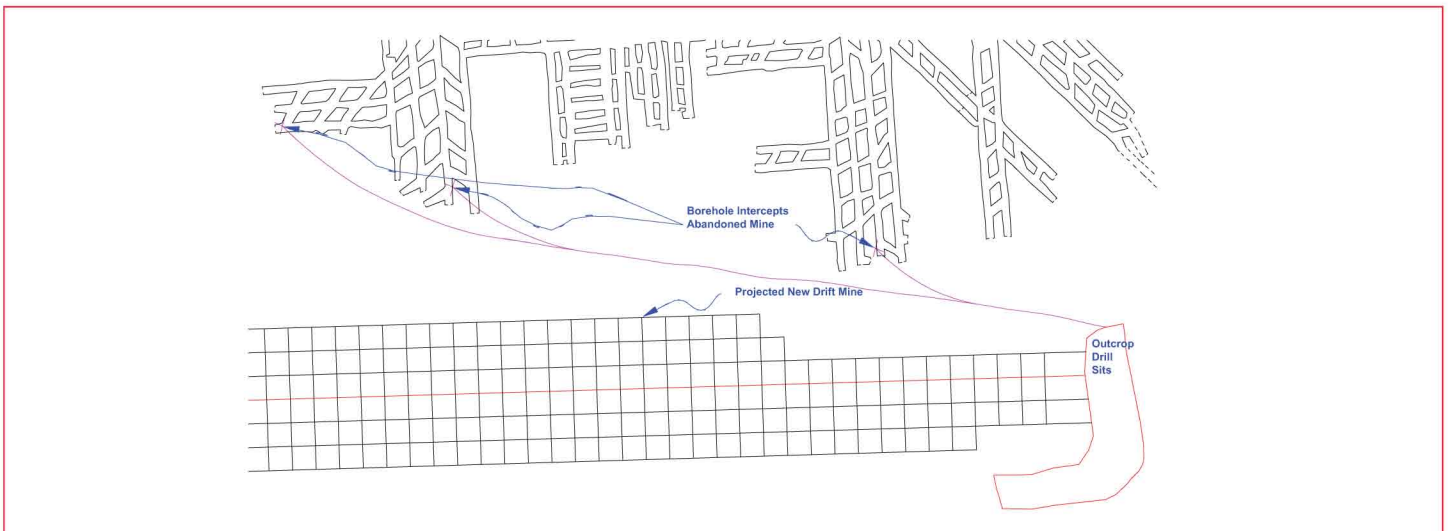 Borehole Intercepts
Abandoned Mine
Projected New Drift Mine
Outcrop
Drill
Sits